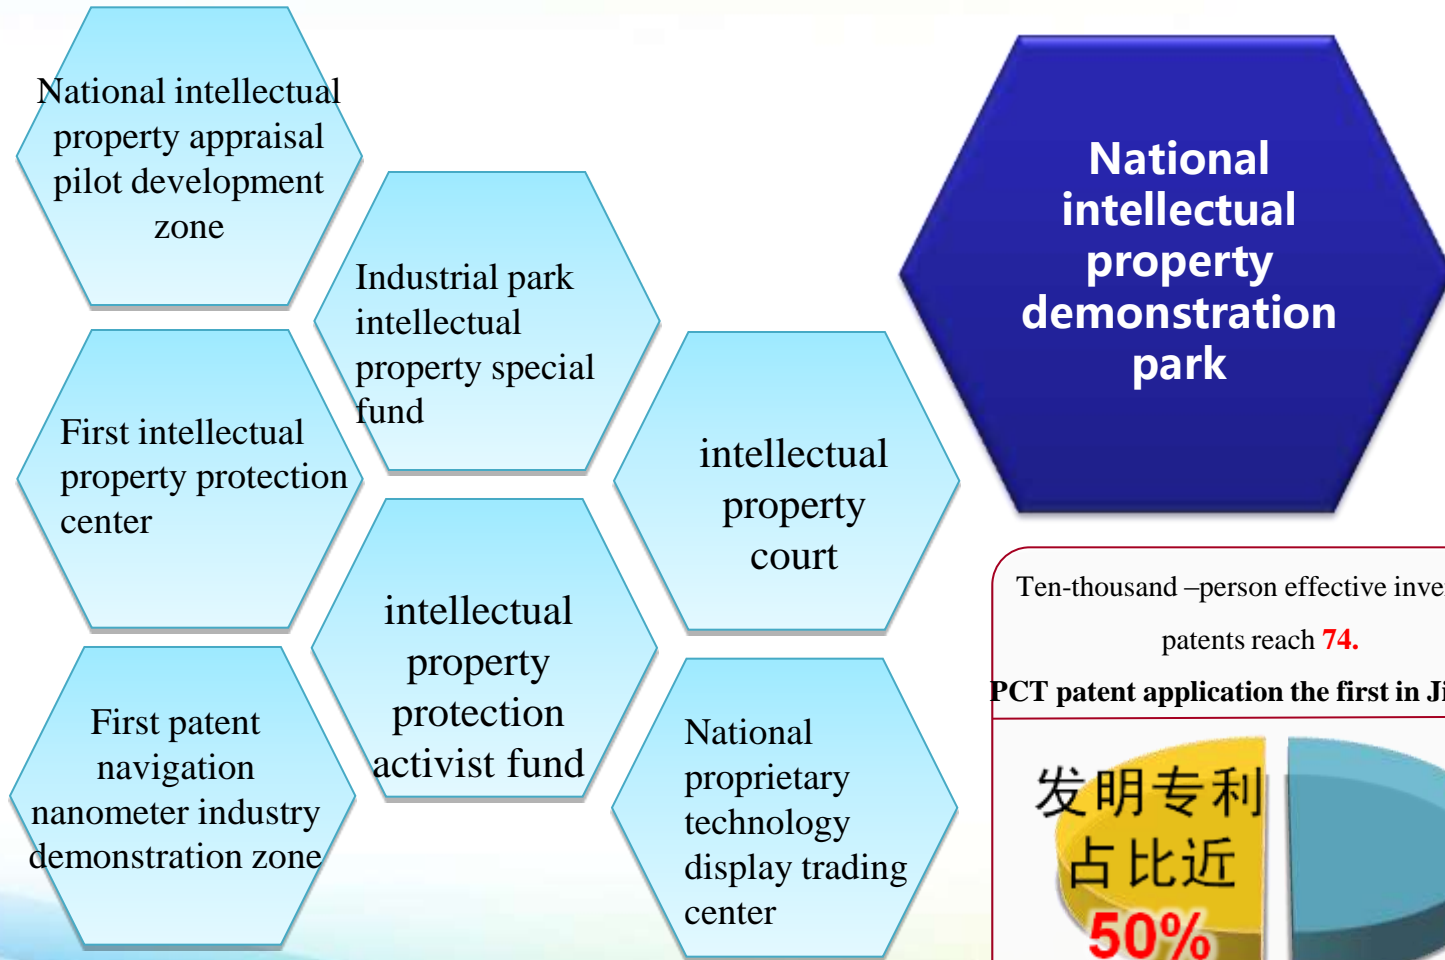 National intellectual
property appraisal
pilot development
zone
Industrial park
intellectual
property special
fund
First intellectual
property protection
center
intellectual
property
court
intellectual
property
protection
activist fund
First patent
navigation
nanometer industry
demonstration zone
National
proprietary
technology
display trading
center
National
intellectual
property
demonstration
park
Ten-thousand –person effective
patents reach 74.
PCT patent application the first in
发明专利
占比近
50%